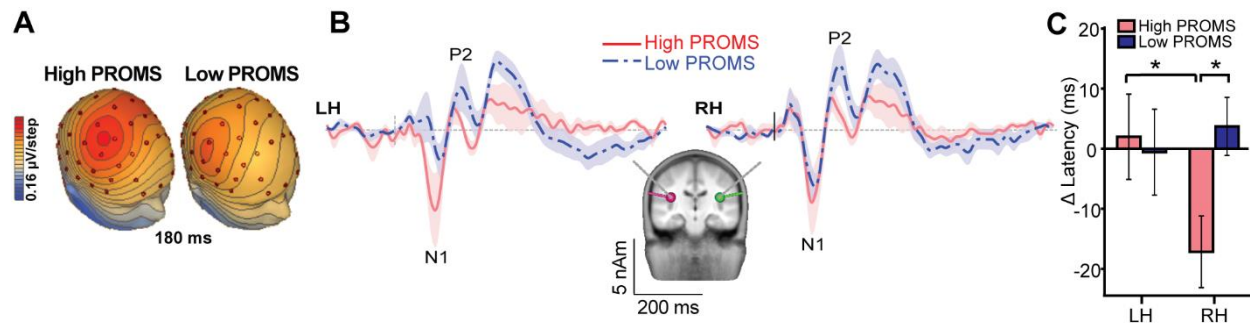 A
High PROMS Low PROMS
0.16 μV/step
180 ms
B
High PROMS
Low PROMS
LH
P2
N1
RH
P2
N1
5 nAm
200 ms
C
High PROMS
Low PROMS
Δ Latency (ms)
20
10
0
-10
-20
* *
LH RH